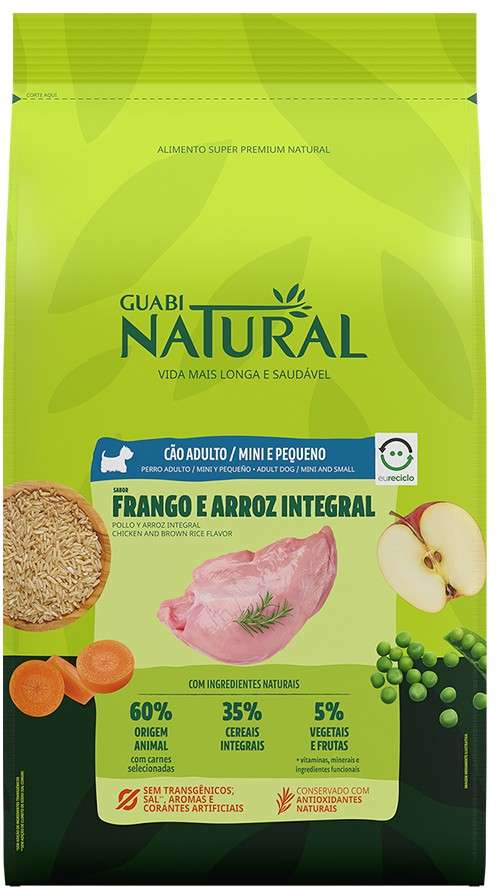 CORTE AQUI
ALIMENTO SUPER PREMIUM NATURAL
GUABI
NATURAL
VIDA MAIS LONGA E SAUDÁVEL
CÃO ADULTO / MINI E PEQUENO
PERRO ADULTO / MINI Y PEQUEÑO • ADULT DOG / MINI AND SMALL
eureciclo
SABOR
FRANGO E ARROZ INTEGRAL
POLLO Y ARROZ INTEGRAL
CHICKEN AND BROWN RICE FLAVOR
COM INGREDIENTES NATURAIS
60%
ORIGEM
ANIMAL
com carnes
selecionadas
35%
CEREAIS
INTEGRAIS
5%
VEGETAIS
E FRUTAS
+ vitaminas, minerais e
ingredientes funcionais
SEM TRANSGÊNICOS*,
SAL**, AROMAS E
CORANTES ARTIFICIAIS
CONSERVADO COM
ANTIOXIDANTES
NATURAIS
IMAGEM MERAMENTE ILUSTRATIVA